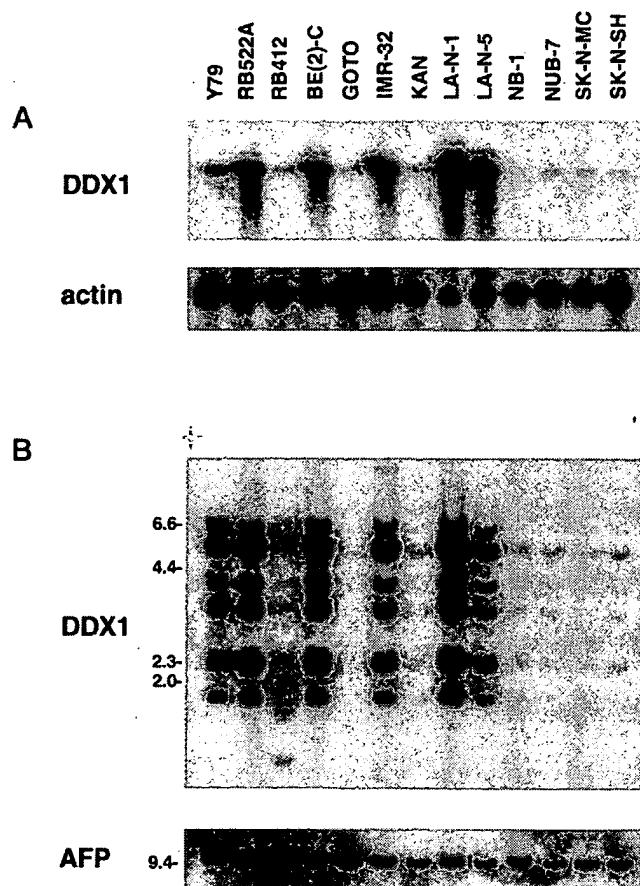 Y79 RB522A RB412 BE(2)-C GOTO IMR-32 KAN LA-N-1 LA-N-5 NB-1 NUB-7 SK-N-MC SK-N-SH
A
DDX1
actin
B
6.6-
4.4-
DDX1
2.3-
2.0-
AFP 9.4-